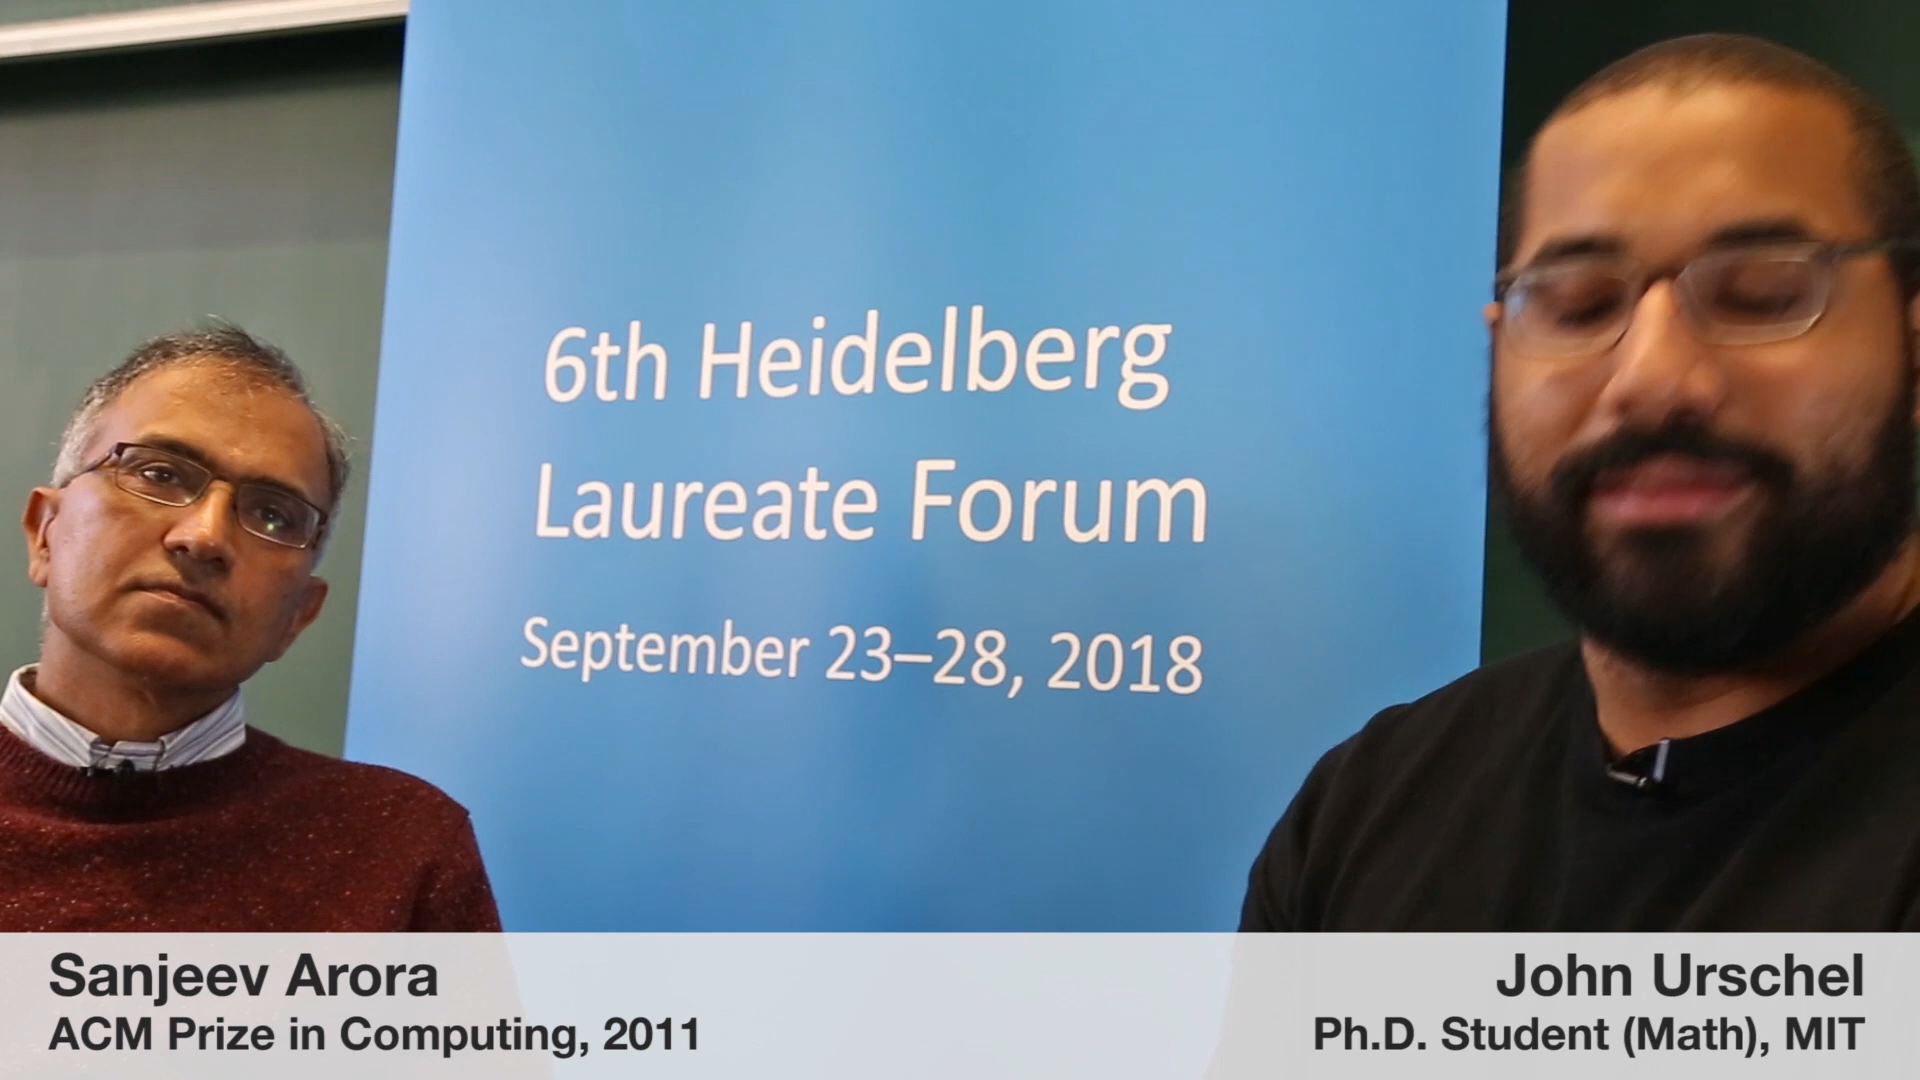 6th Heidelberg
Laureate Forum
September 23–28, 2018
Sanjeev Arora
ACM Prize in Computing, 2011
John Urschel
Ph.D. Student (Math), MIT